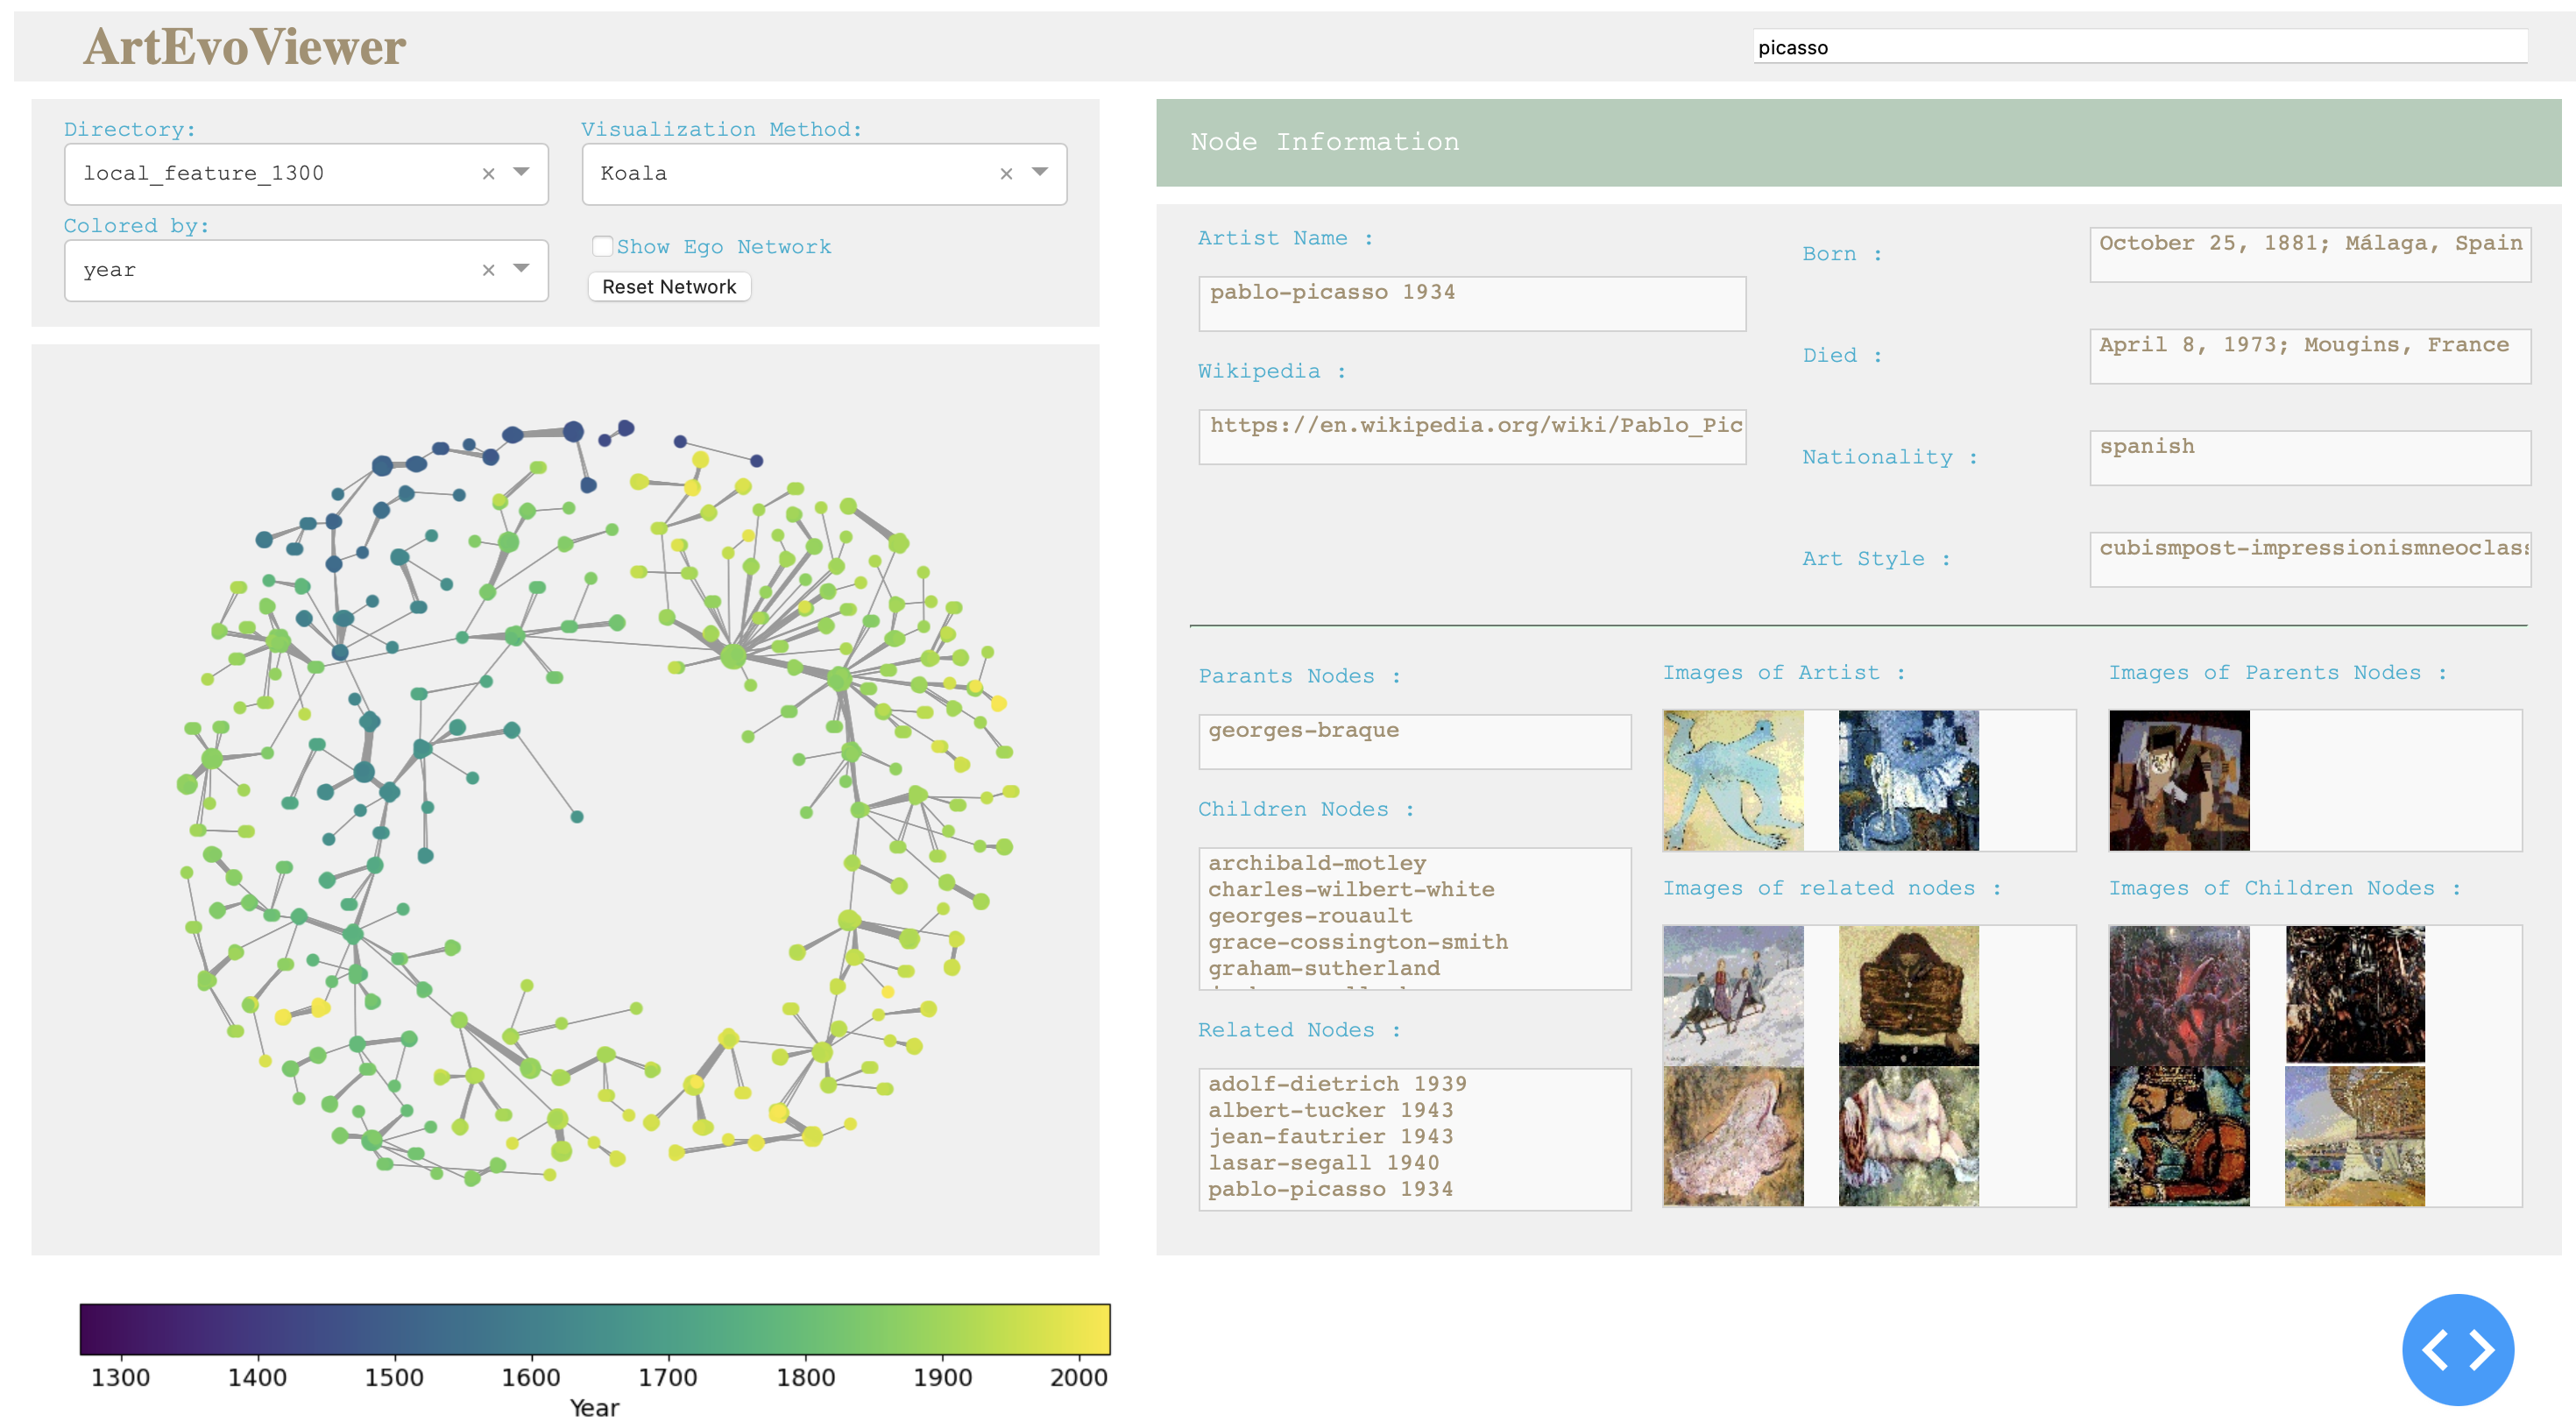 ArtEvoViewer
picasso
Directory:
Visualization Method:
local_feature_1300
Koala
Colored by:
Show Ego Network
year
Reset Network
Node Information
Artist Name :
Born :
October 25, 1881; Málaga, Spain
pablo-picasso 1934
Died :
April 8, 1973; Mougins, France
Wikipedia :
https://en.wikipedia.org/wiki/Pablo_Pic
Nationality :
spanish
Art Style :
cubismpost-impressionismneoclass
Parants Nodes :
Images of Artist :
Images of Parents Nodes :
georges-braque
Children Nodes :
archibald-motley
charles-wilbert-white
georges-rouault
grace-cossington-smith
graham-sutherland
Images of related nodes :
Images of Children Nodes :
Related Nodes :
adolf-dietrich 1939
albert-tucker 1943
jean-fautrier 1943
lasar-segall 1940
pablo-picasso 1934
1300 1400 1500 1600 1700 1800 1900 2000
Year